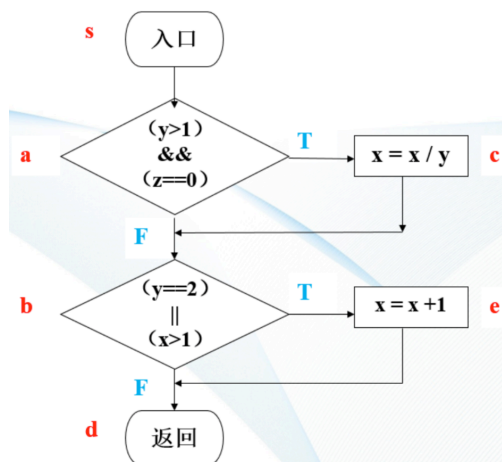 s
入口
a
（y>1）
&&
（z==0）
T
x = x / y
c
F
b
（y==2）
||
（x>1）
T
x = x +1
e
F
d
返回